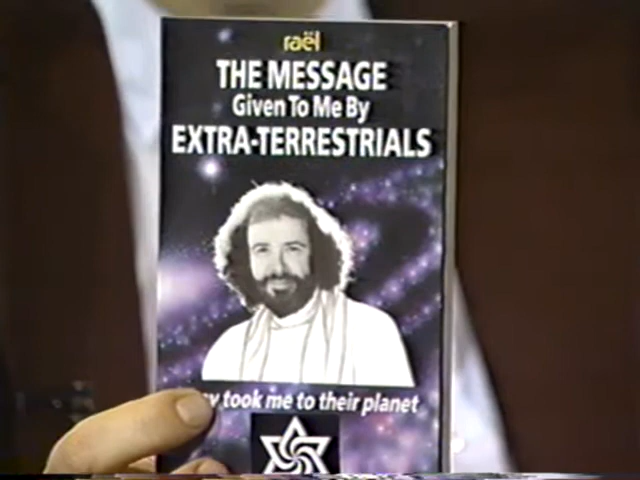 raël
THE MESSAGE
Given To Me By
EXTRA-TERRESTRIALS
took me to their planet